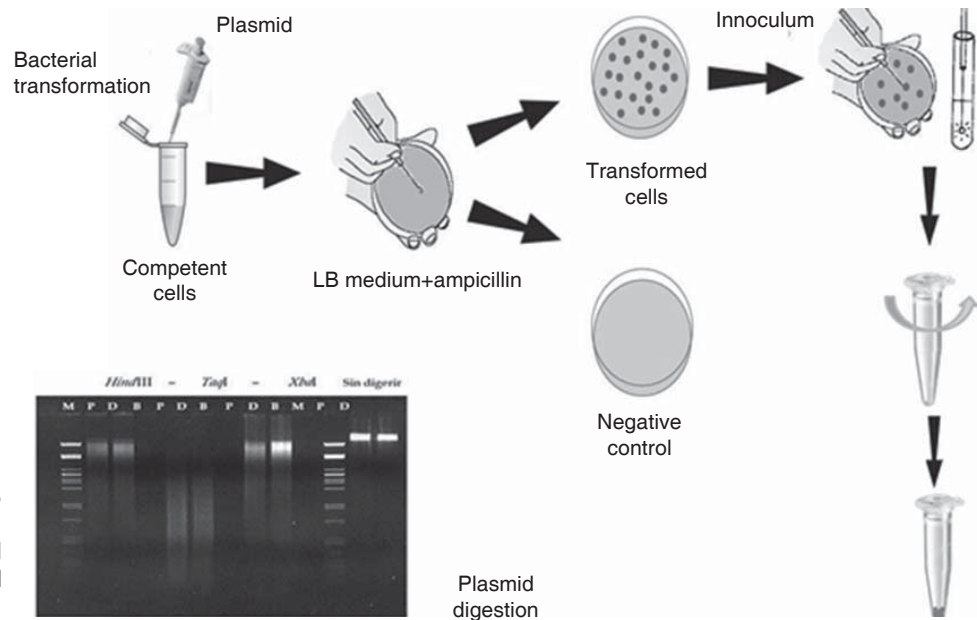 Plasmid
Innoculum
Bacterial
transformation
Transformed
cells
Competent
cells
LB medium+ampicillin
Negative
control
HindIII – TaqI – XbaI Sin digerir
M P D B P D B P D B M P D
Plasmid
digestion